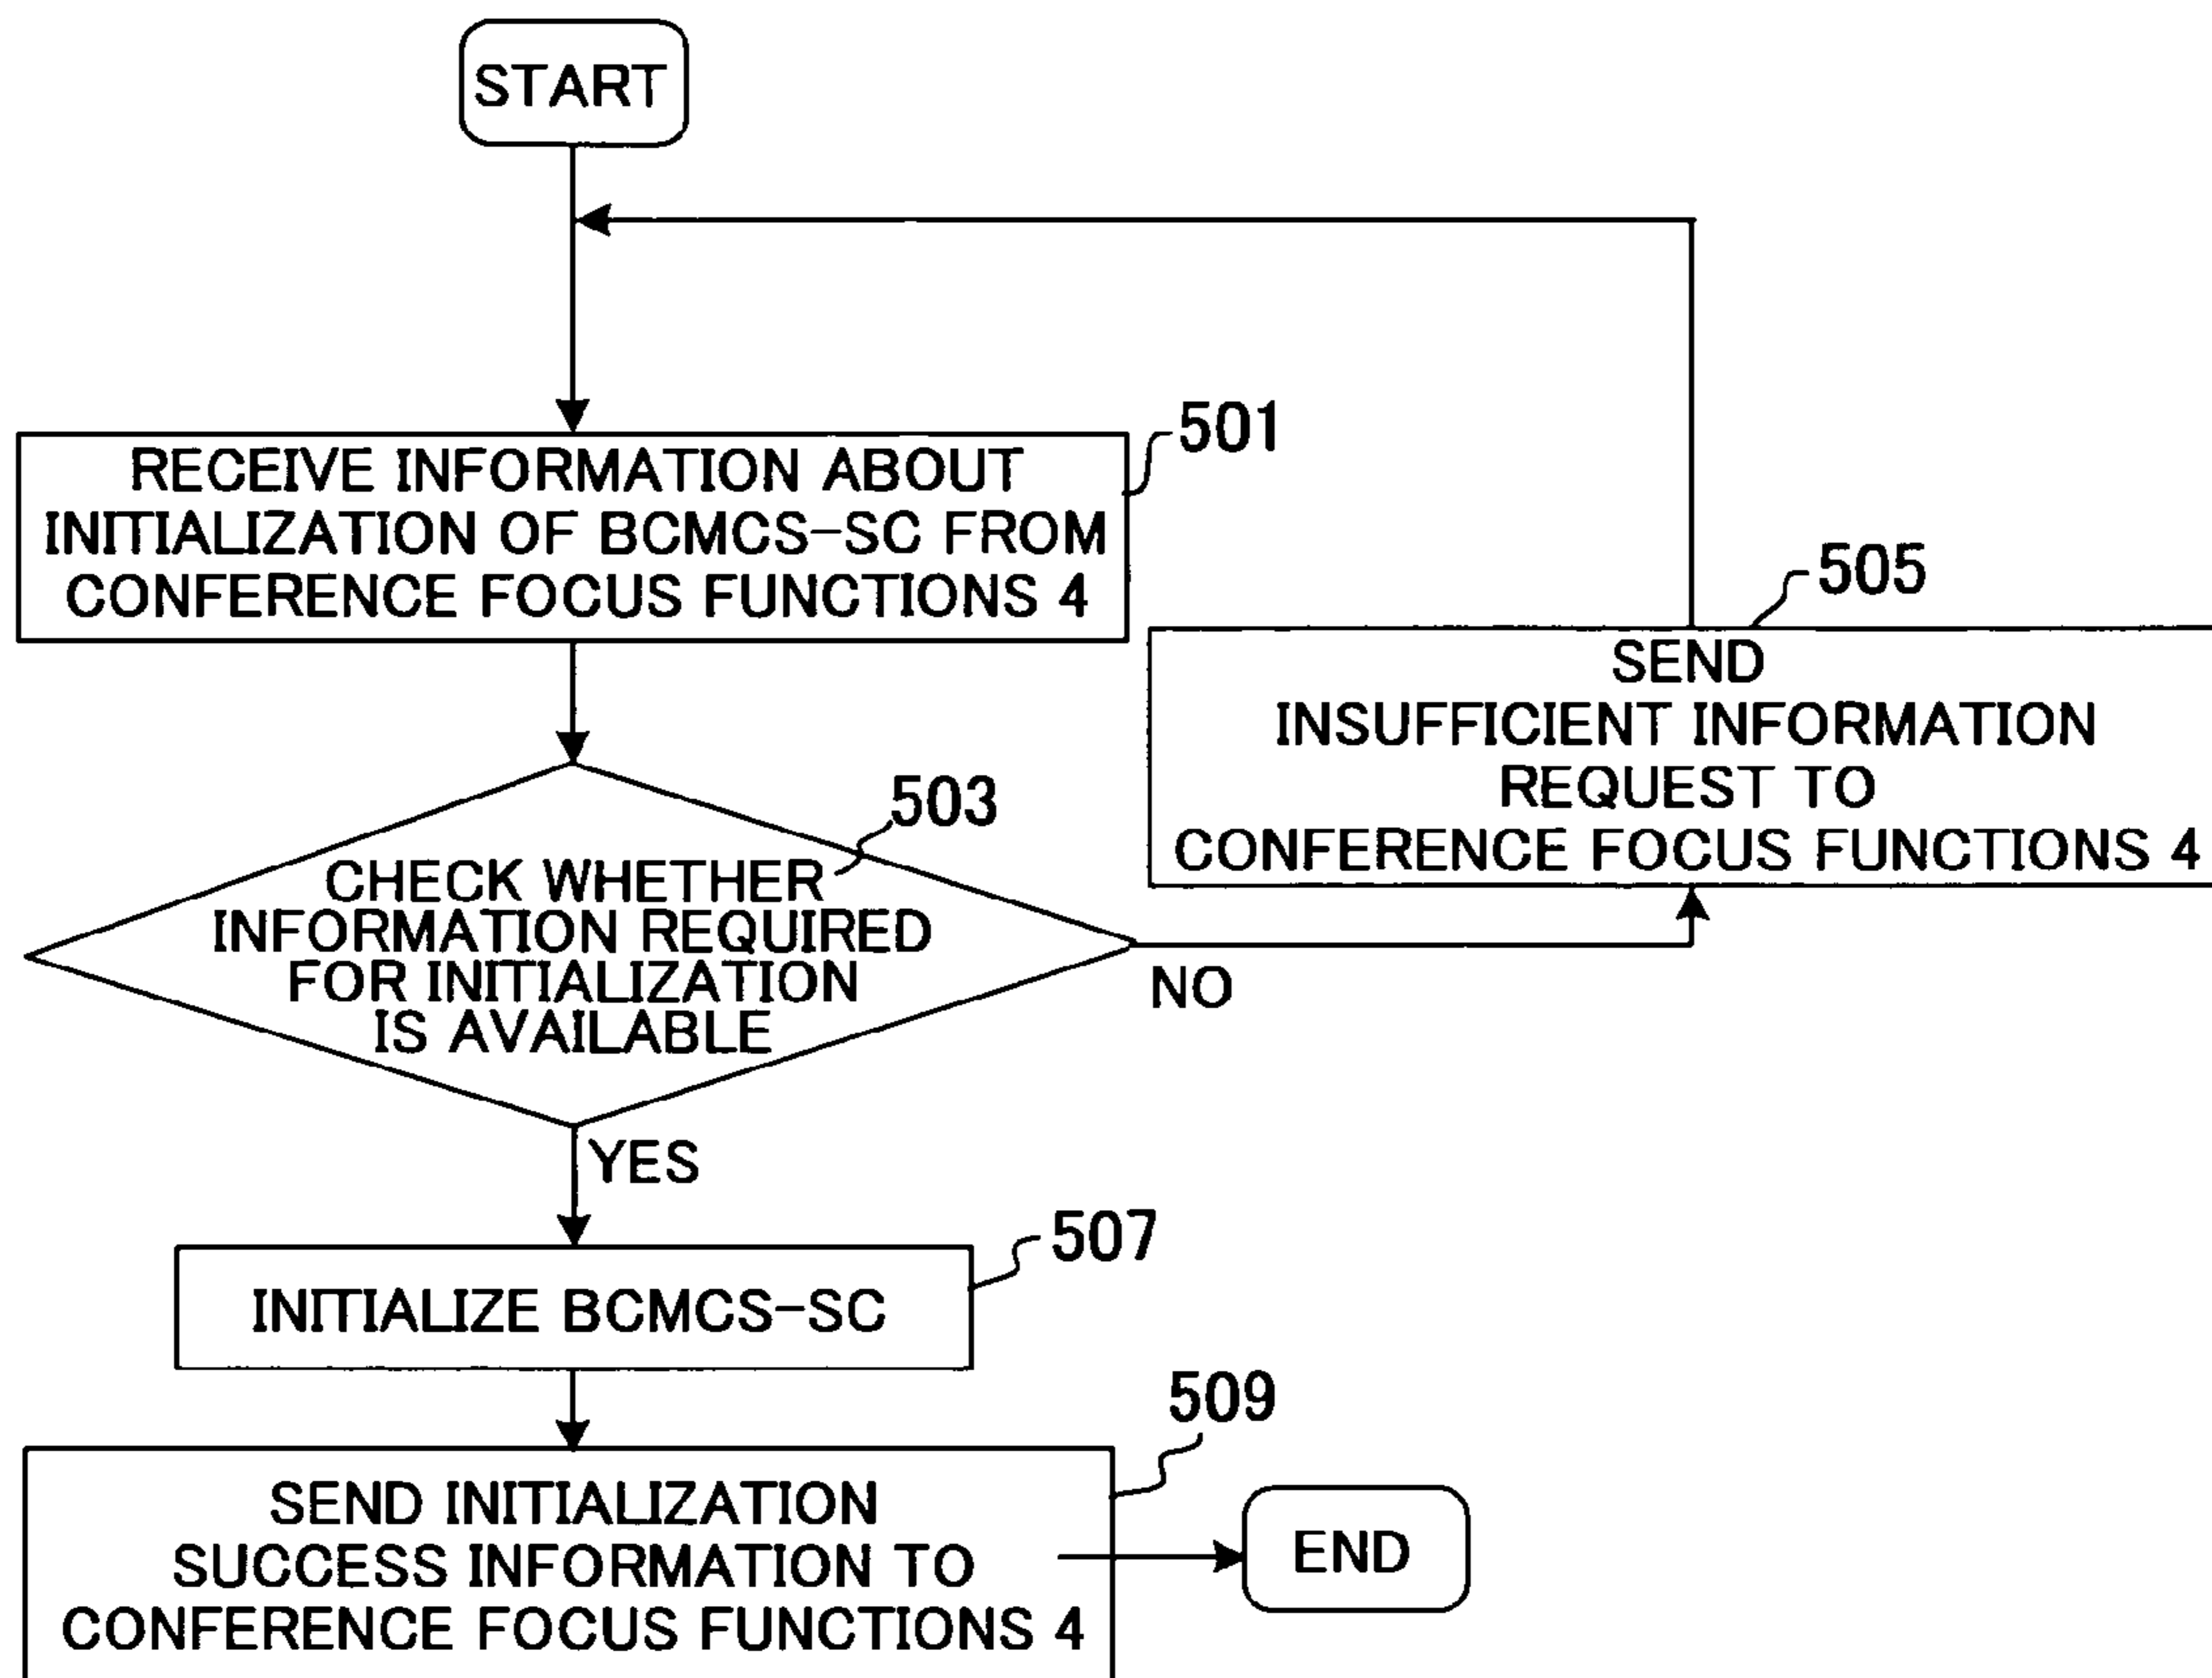 START
501
RECEIVE INFORMATION ABOUT
INITIALIZATION OF BCMCS-SC FROM
CONFERENCE FOCUS FUNCTIONS 4
505
SEND
INSUFFICIENT INFORMATION
REQUEST TO
CONFERENCE FOCUS FUNCTIONS 4
503
CHECK WHETHER
INFORMATION REQUIRED
FOR INITIALIZATION
IS AVAILABLE
NO
YES
507
INITIALIZE BCMCS-SC
509
SEND INITIALIZATION
SUCCESS INFORMATION TO
CONFERENCE FOCUS FUNCTIONS 4
END